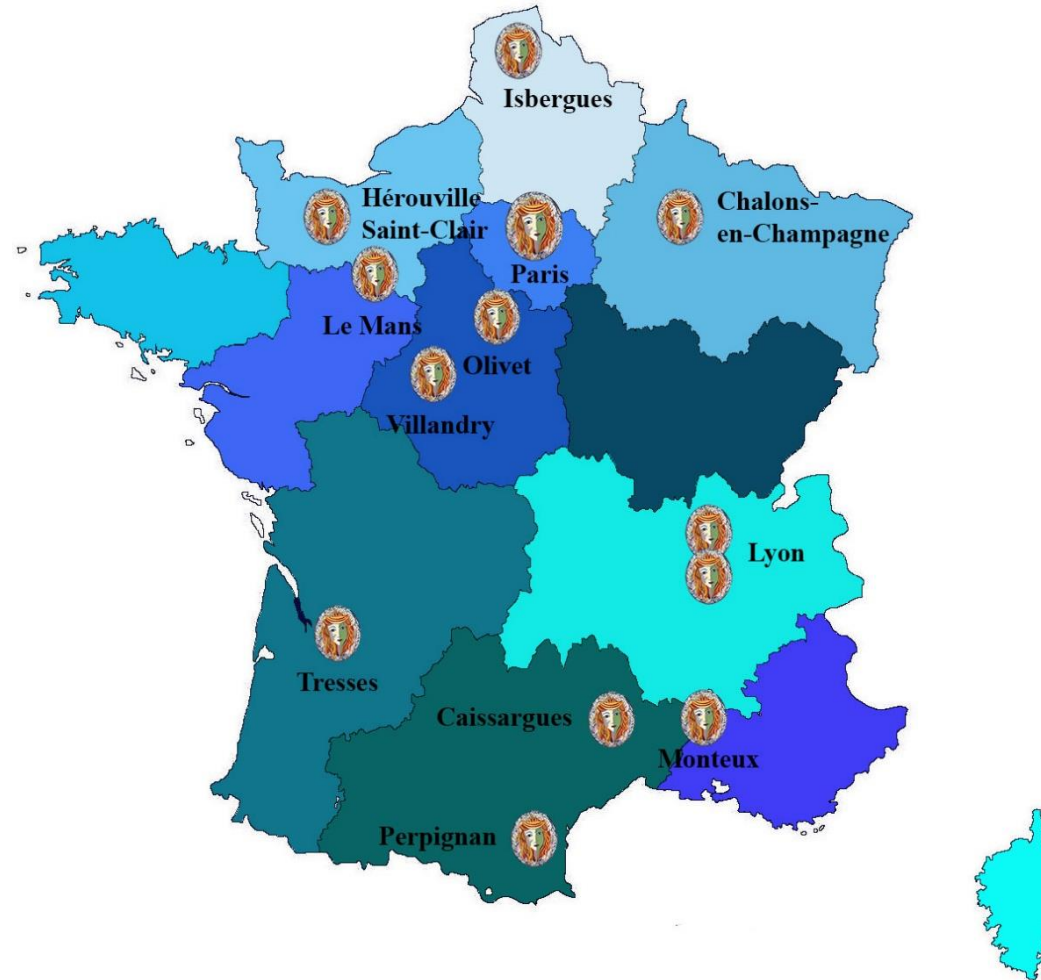 Isbergues
Hérouville
Saint-Clair
Chalons-
en-Champagne
Paris
Le Mans
Olivet
Villandry
Lyon
Tresses
Caissargues
Monteux
Perpignan